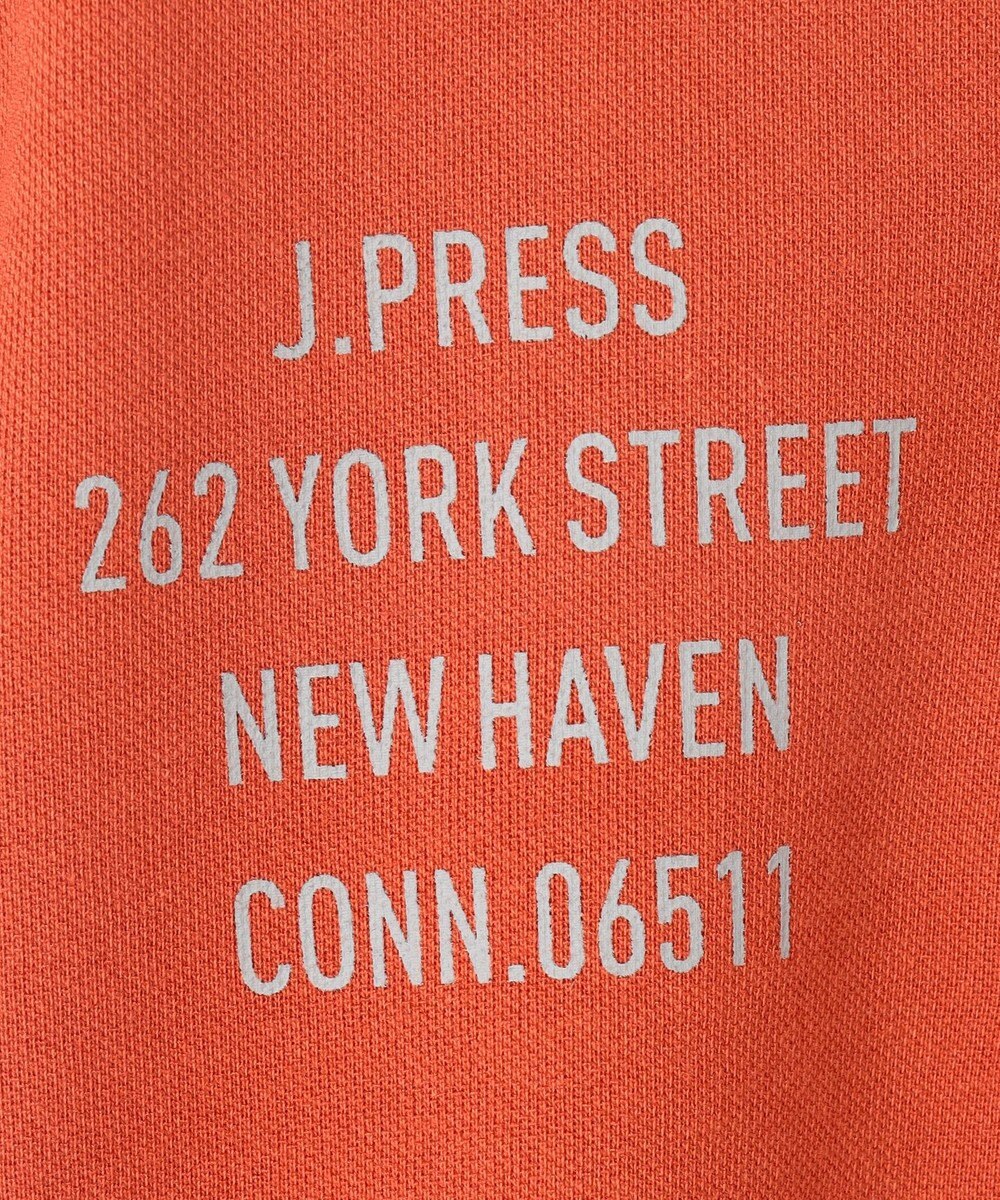 J.PRESS
262 YORK STREET
NEW HAVEN
CONN.06511